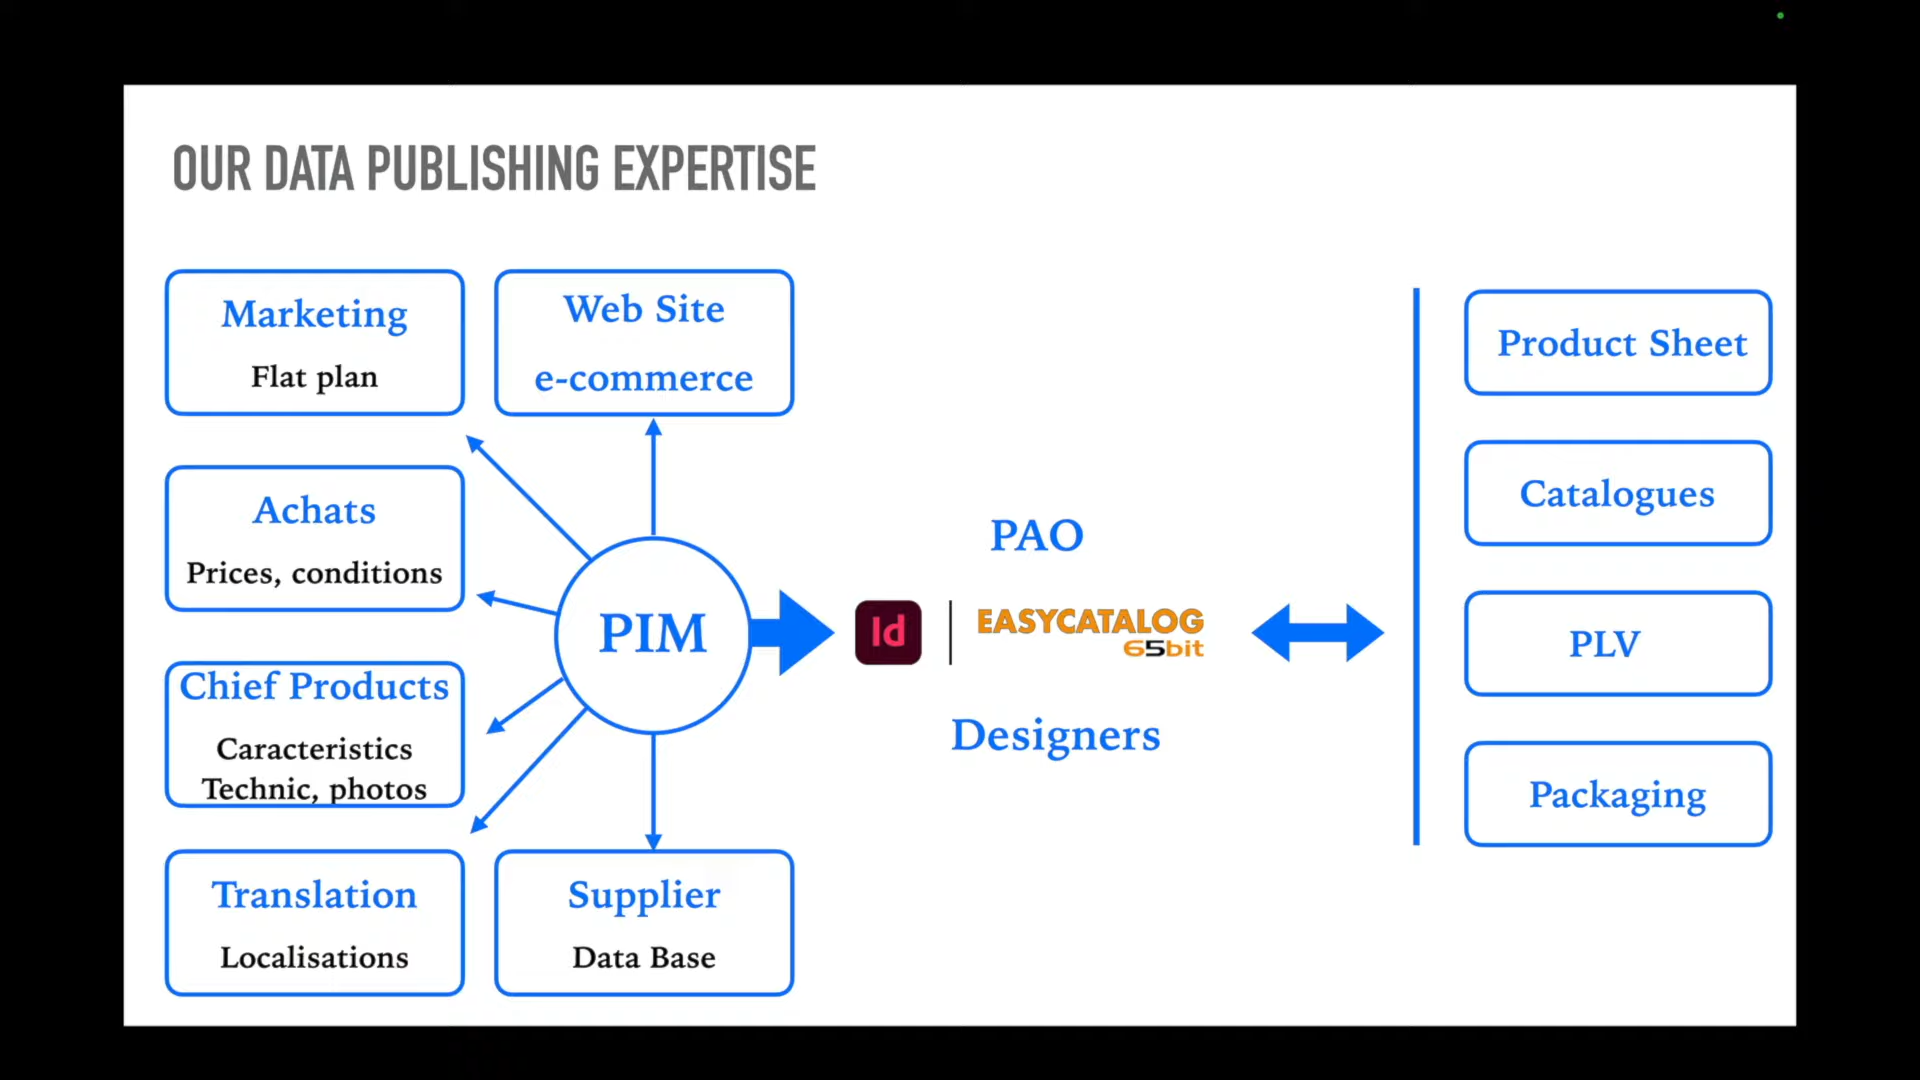 OUR DATA PUBLISHING EXPERTISE
Marketing
Flat plan
Web Site
e-commerce
Achats
Prices, conditions
Chief Products
Caracteristics
Technic, photos
Translation
Localisations
Supplier
Data Base
PIM
PAO
Id
EASYCATALOG
65bit
Designers
Product Sheet
Catalogues
PLV
Packaging